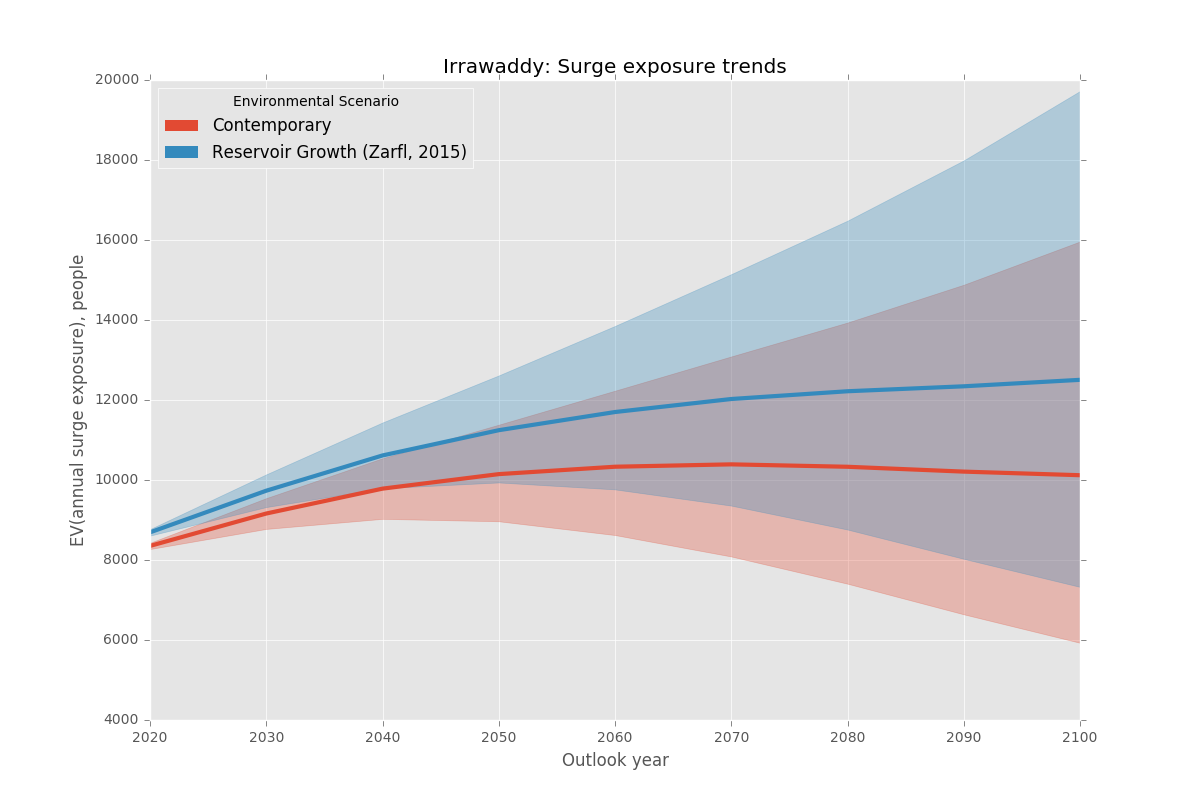 Irrawaddy: Surge exposure trends
Environmental Scenario
Contemporary
Reservoir Growth (Zarfl, 2015)
EV(annual surge exposure), people
20000
18000
16000
14000
12000
10000
8000
6000
4000
2020 2030 2040 2050 2060 2070 2080 2090 2100
Outlook year